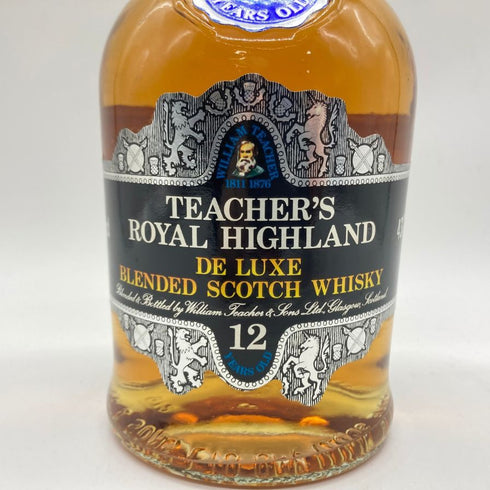 YEARS OLD
WILLIAM TEACHER
1811 1876
TEACHER'S
ROYAL HIGHLAND
DE LUXE
BLENDED SCOTCH WHISKY
Blended & Bottled by William Teacher & Sons Ltd., Glasgow, Scotland
12
YEARS OLD